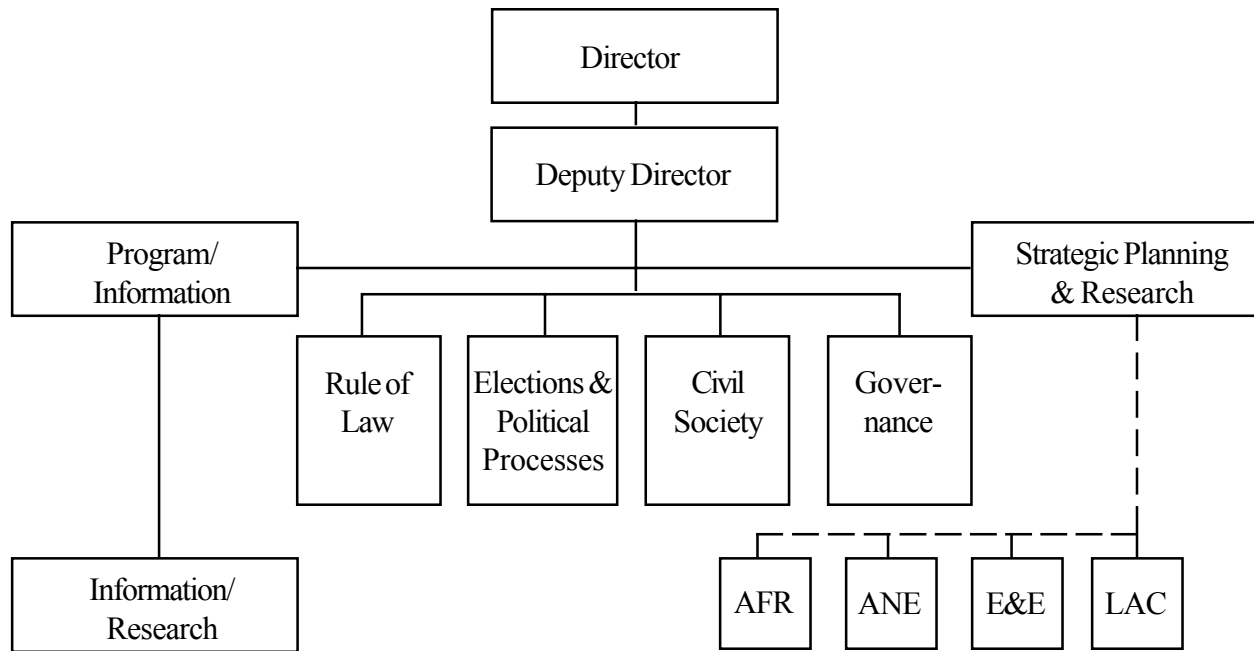 Director
Deputy Director
Program/
Information
Strategic Planning
& Research
Rule of
Law
Elections &
Political
Processes
Civil
Society
Gover-
nance
Information/
Research
AFR
ANE
E&E
LAC